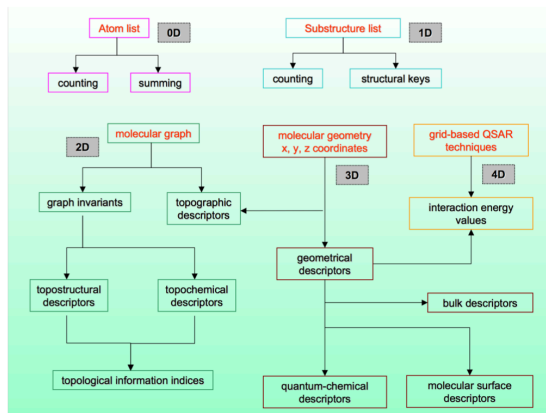 Atom list
0D
Substructure list
1D
counting
summing
counting
structural keys
molecular graph
2D
molecular geometry
x, y, z coordinates
grid-based QSAR
techniques
3D
4D
graph invariants
topographic
descriptors
interaction energy
values
geometrical
descriptors
topostructural
descriptors
topochemical
descriptors
bulk descriptors
topological information indices
quantum-chemical
descriptors
molecular surface
descriptors